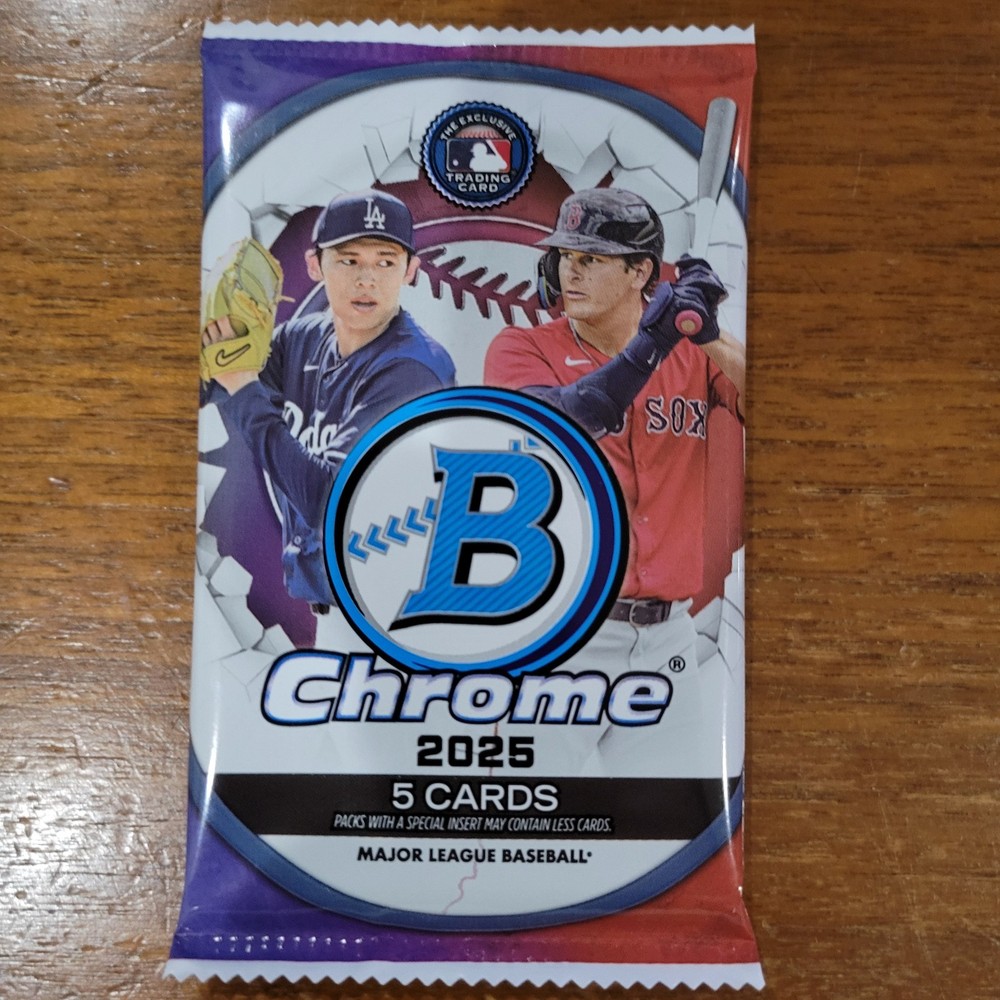 THE EXCLUSIVE
TRADING
CARD
LA
B
SOX
B
Chrome®
2025
5 CARDS
PACKS WITH A SPECIAL INSERT MAY CONTAIN LESS CARDS.
MAJOR LEAGUE BASEBALL